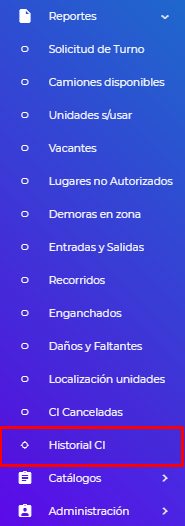 Reportes
Solicitud de Turno
Camiones disponibles
Unidades s/usar
Vacantes
Lugares no Autorizados
Demoras en zona
Entradas y Salidas
Recorridos
Enganchados
Daños y Faltantes
Localización unidades
CI Canceladas
Historial CI
Catálogos
Administración